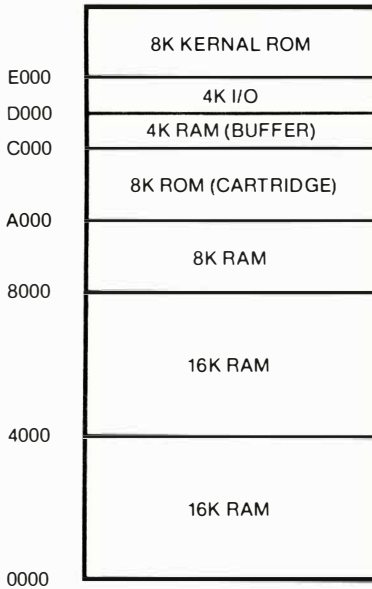 8K KERNAL ROM
E000
4K I/O
D000
4K RAM (BUFFER)
C000
8K ROM (CARTRIDGE)
A000
8K RAM
8000
16K RAM
4000
16K RAM
0000